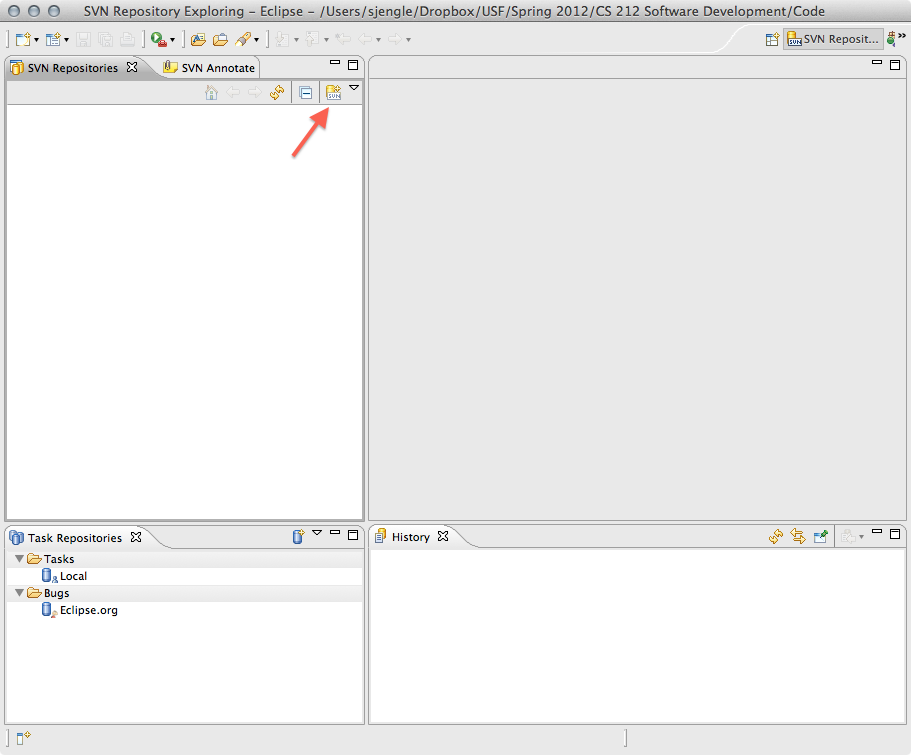 SVN Repository Exploring – Eclipse – /Users/sjengle/Dropbox/USF/Spring 2012/CS 212 Software Development/Code
SVN Reposit...
SVN Repositories
SVN Annotate
SVN
Task Repositories
Tasks
Local
Bugs
Eclipse.org
History